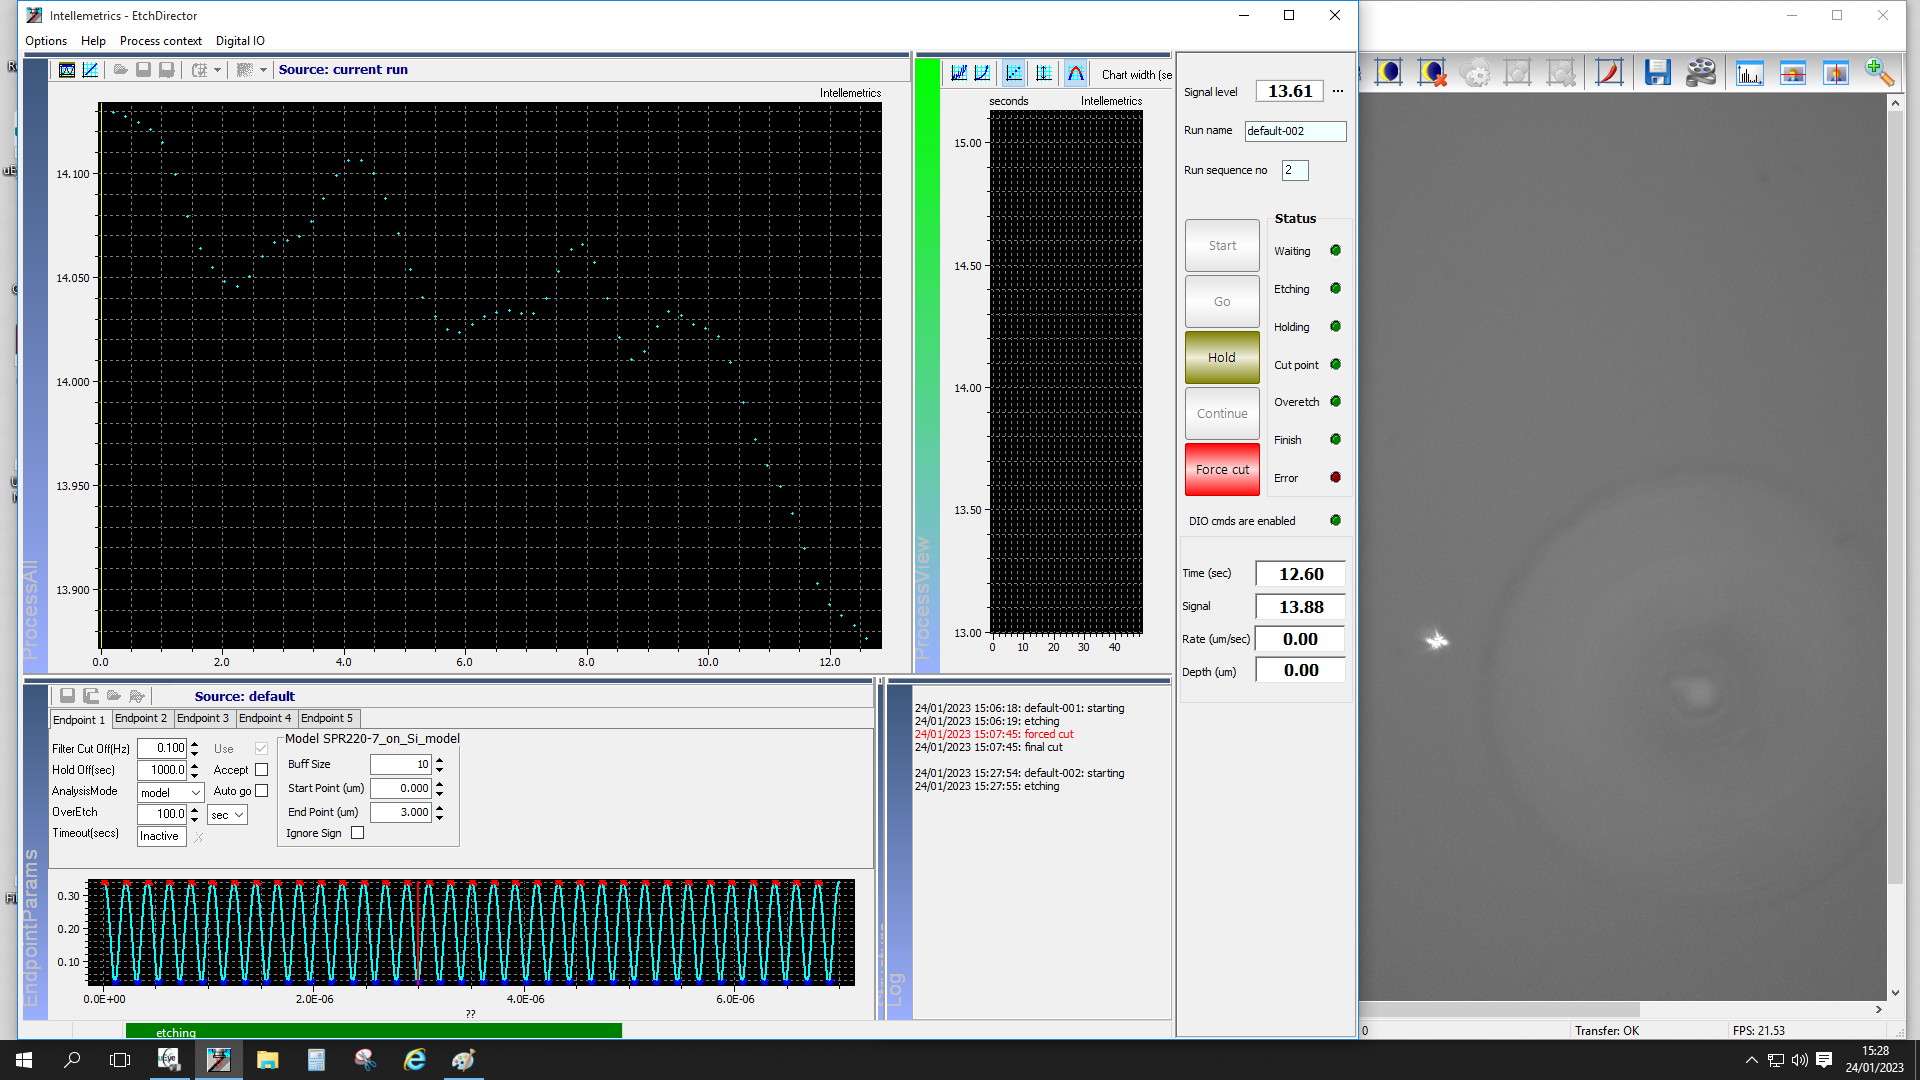 Intellemetrics - EtchDirector
Options Help Process context Digital IO
Source: current run
Intellemetrics
14.100
14.050
14.000
13.950
13.900
0.0 2.0 4.0 6.0 8.0 10.0 12.0
ProcessAll
Chart width (se
seconds Intellemetrics
15.00
14.50
14.00
13.50
13.00
0 10 20 30 40
ProcessView
Signal level 13.61 ...
Run name default-002
Run sequence no 2
Status
Start
Waiting
Go
Etching
Hold
Holding
Cut point
Continue
Overetch
Finish
Force cut
Error
DIO cmds are enabled
Time (sec) 12.60
Signal 13.88
Rate (um/sec) 0.00
Depth (um) 0.00
Source: default
Endpoint 1 Endpoint 2 Endpoint 3 Endpoint 4 Endpoint 5
Filter Cut Off(Hz) 0.100 Use
Hold Off(sec) 1000.0 Accept
AnalysisMode model Auto go
OverEtch 100.0 sec
Timeout(secs) Inactive
Model SPR220-7_on_Si_model
Buff Size 10
Start Point (um) 0.000
End Point (um) 3.000
Ignore Sign
0.30
0.20
0.10
0.0E+00 2.0E-06 4.0E-06 6.0E-06
??
EndpointParams
24/01/2023 15:06:18: default-001: starting
24/01/2023 15:06:19: etching
24/01/2023 15:07:45: forced cut
24/01/2023 15:07:45: final cut
24/01/2023 15:27:54: default-002: starting
24/01/2023 15:27:55: etching
Log
etching
0 Transfer: OK FPS: 21.53
15:28
24/01/2023